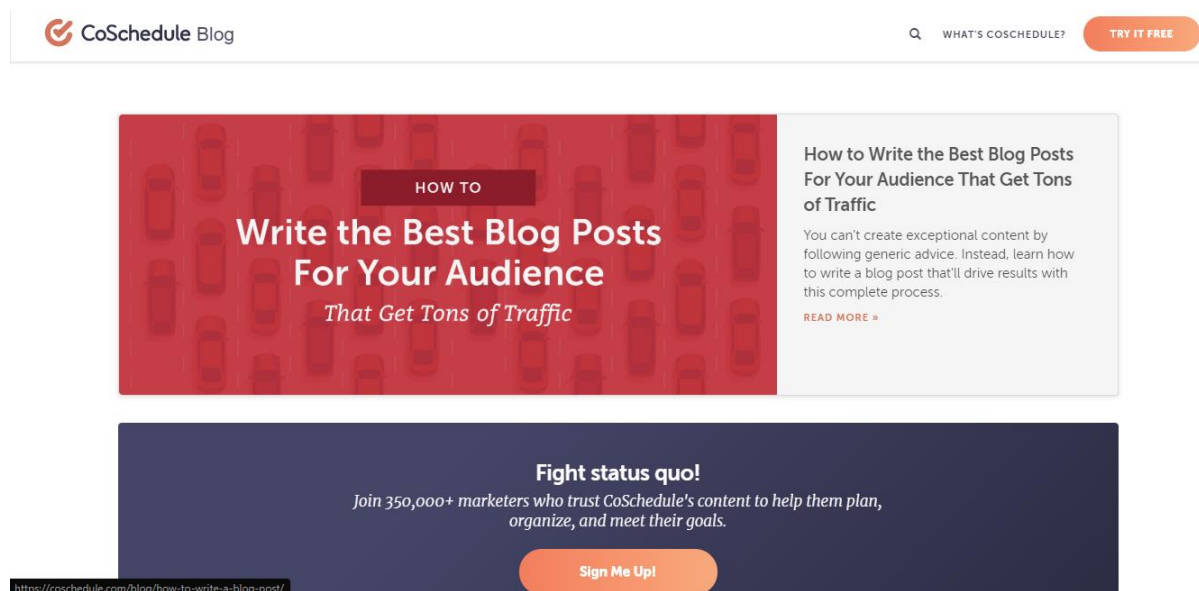 CoSchedule Blog
WHAT'S COSCHEDULE?
TRY IT FREE
HOW TO
Write the Best Blog Posts
For Your Audience
That Get Tons of Traffic
How to Write the Best Blog Posts
For Your Audience That Get Tons
of Traffic
You can't create exceptional content by
following generic advice. Instead, learn how
to write a blog post that'll drive results with
this complete process.
READ MORE »
Fight status quo!
Join 350,000+ marketers who trust CoSchedule's content to help them plan,
organize, and meet their goals.
Sign Me Up!
https://coschedule.com/blog/how-to-write-a-blog-post/